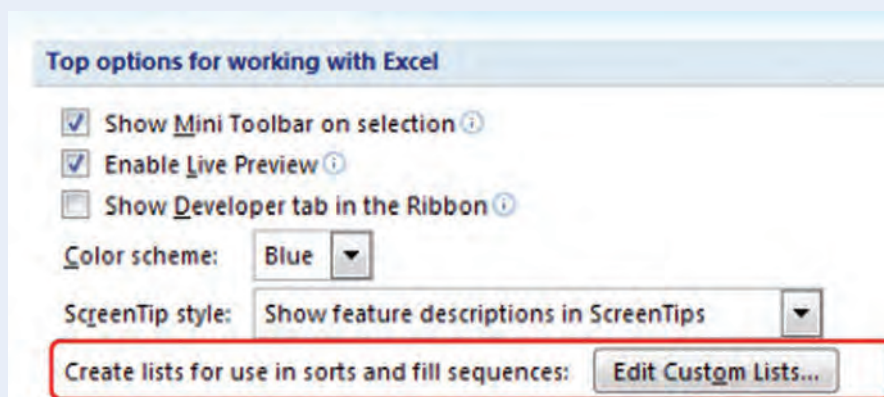 Top options for working with Excel
Show Mini Toolbar on selection
Enable Live Preview
Show Developer tab in the Ribbon
Color scheme: Blue
ScreenTip style: Show feature descriptions in ScreenTips
Create lists for use in sorts and fill sequences: Edit Custom Lists...